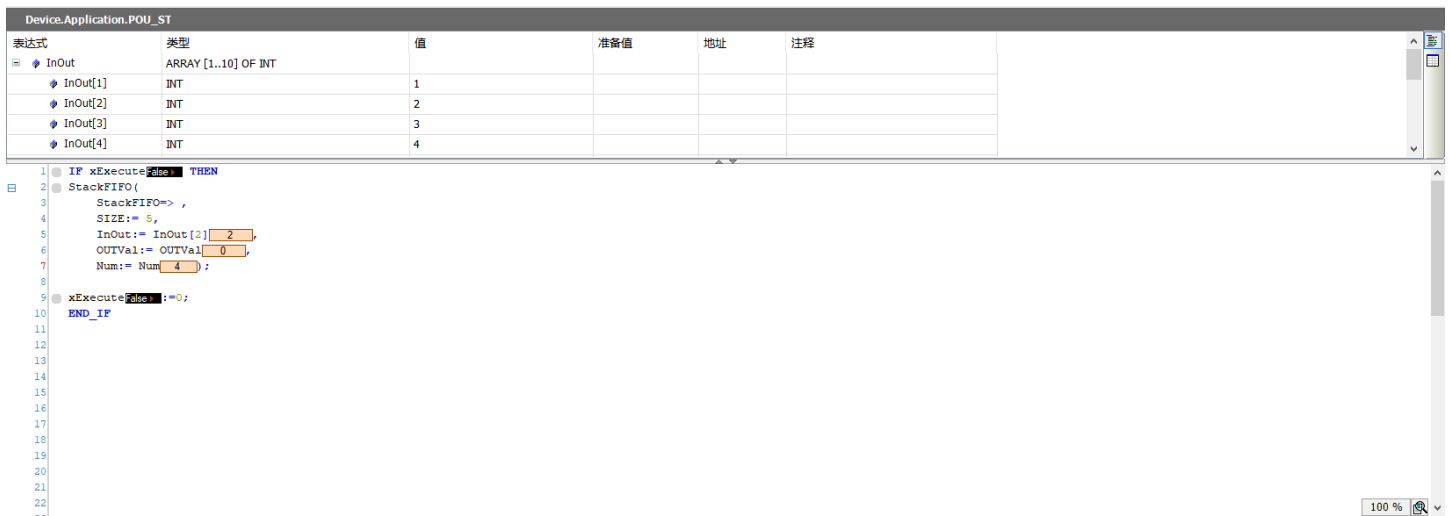 Device.Application.POU_ST
表达式 类型 值 准备值 地址 注释
InOut ARRAY [1..10] OF INT
InOut[1] INT 1
InOut[2] INT 2
InOut[3] INT 3
InOut[4] INT 4
1 IF xExecute False THEN
2 StackFIFO(
3 StackFIFO=> ,
4 SIZE:= 5,
5 InOut:= InOut[2] 2 ,
6 OUTVal:= OUTVal 0 ,
7 Num:= Num 4 );
8
9 xExecute False :=0;
10 END_IF
11
12
13
14
15
16
17
18
19
20
21
22
100 %